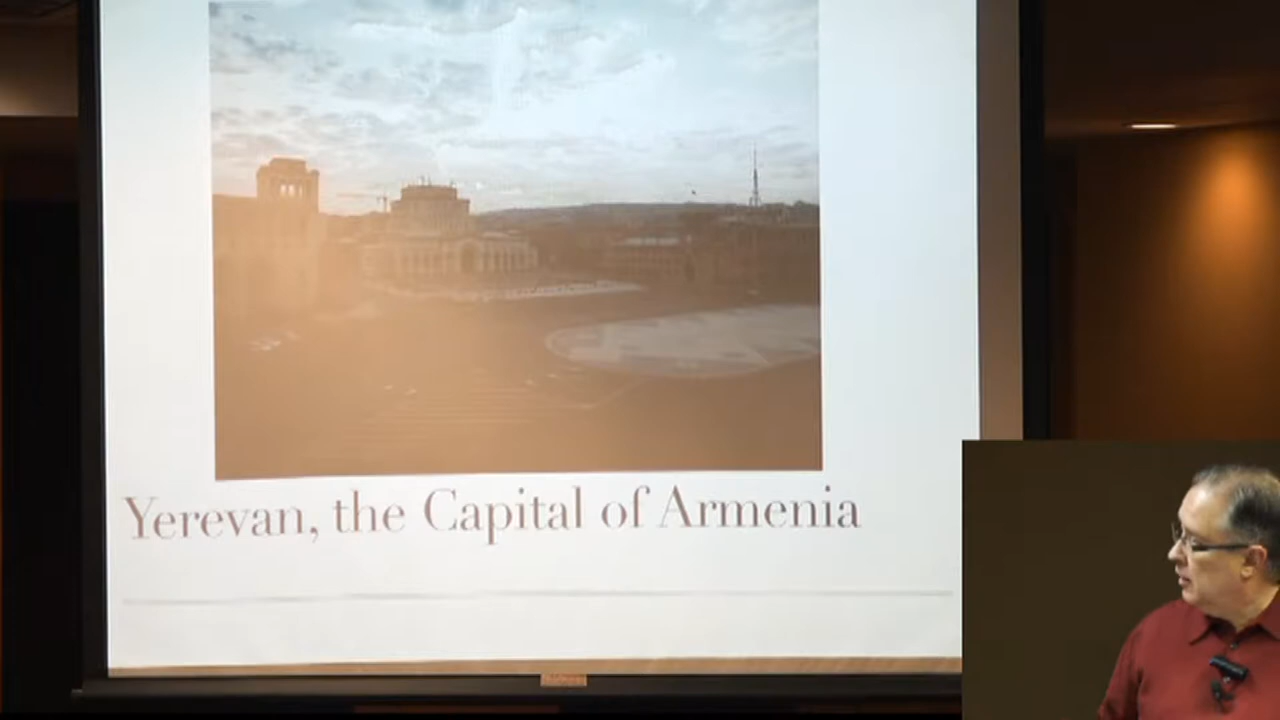 Yerevan, the Capital of Armenia